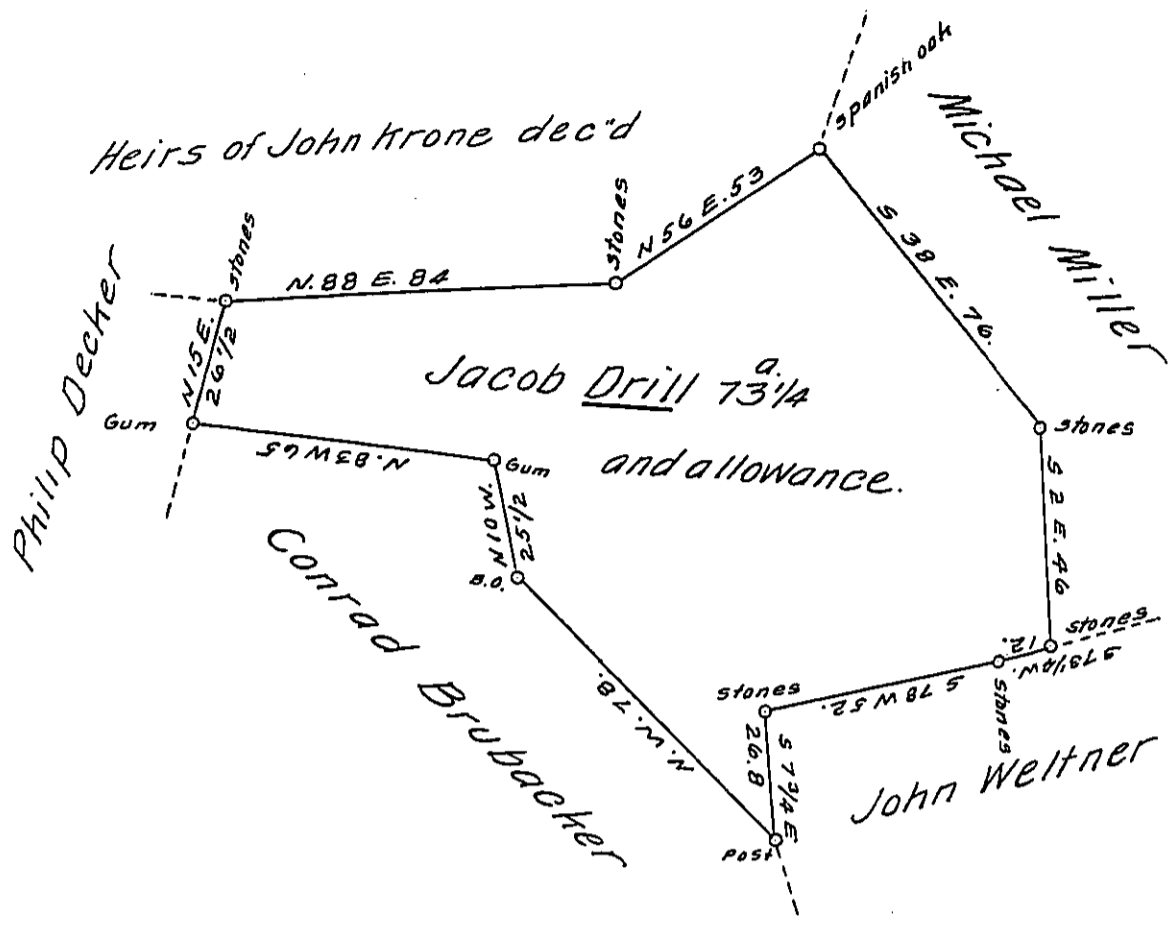 Heirs of John Krone dec"d
Spanish oak
Michael Miller
Stones
N 56 E. 53
S 38 E. 76.
Stones
N. 88 E. 84
Philip Decker
N 15 E.
26 1/2
Jacob Drill 73 1/4 a.
and allowance.
Gum
N. 83 W 65
Gum
Stones
N 10 W.
25 1/2
S 2 E. 46
B.O.
Conrad Brubacker
N. W. 78.
Stones
S 73 1/4 W.
12.
Stones
S 78 W 52.
Stones
S 7 3/4 E
26.8
John Weltner
Post